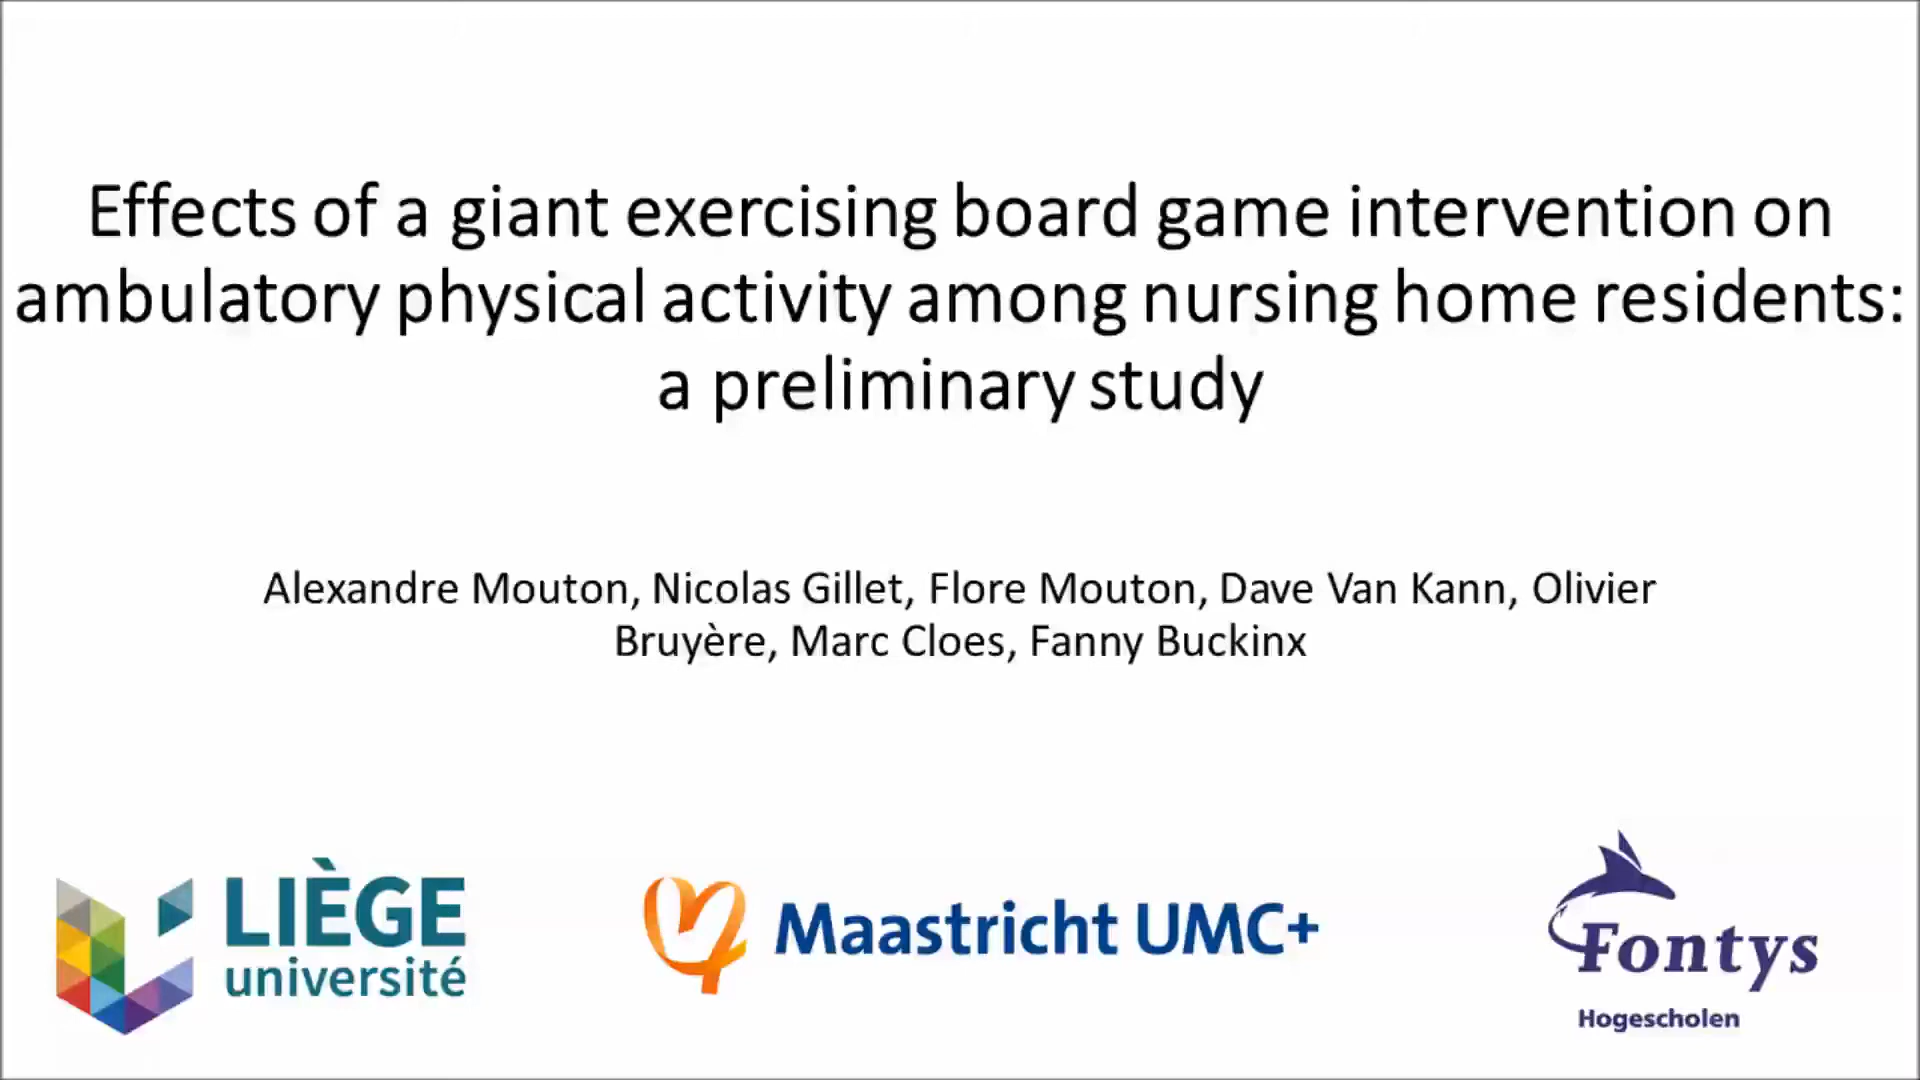 Effects of a giant exercising board game intervention on
ambulatory physical activity among nursing home residents:
a preliminary study
Alexandre Mouton, Nicolas Gillet, Flore Mouton, Dave Van Kann, Olivier
Bruyère, Marc Cloes, Fanny Buckinx
LIÈGE
université
Maastricht UMC+
Fontys
Hogescholen